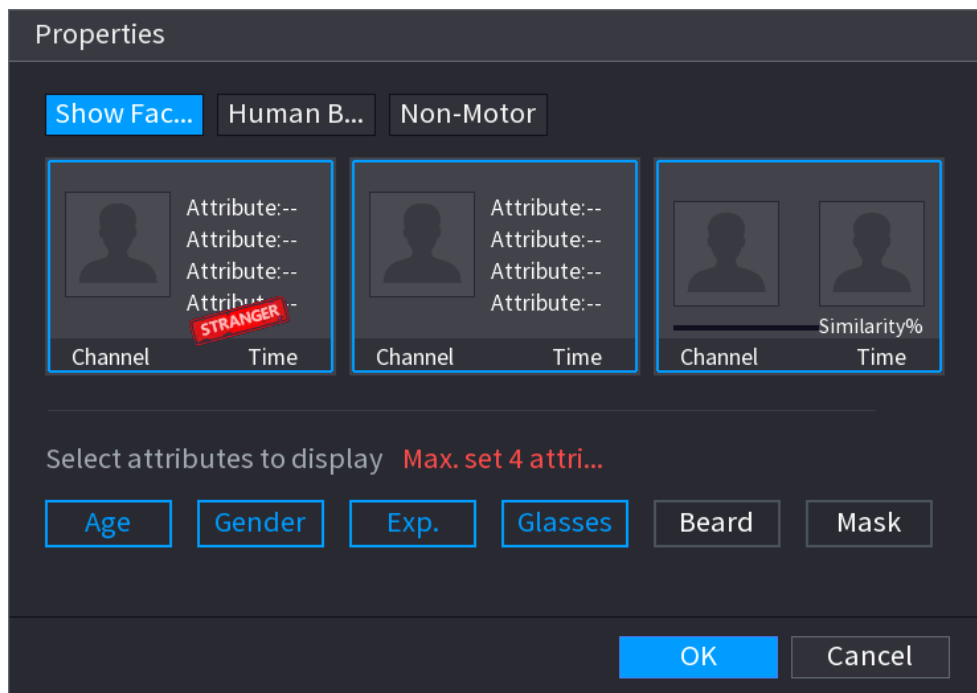 Properties
Show Fac... Human B... Non-Motor
Attribute:-- Attribute:--
Attribute:-- Attribute:--
Attribute:-- Attribute:--
Attribut Attribute:--
STRANGER
Similarity%
Channel Time Channel Time Channel Time
Select attributes to display Max. set 4 attri...
Age Gender Exp. Glasses Beard Mask
OK Cancel